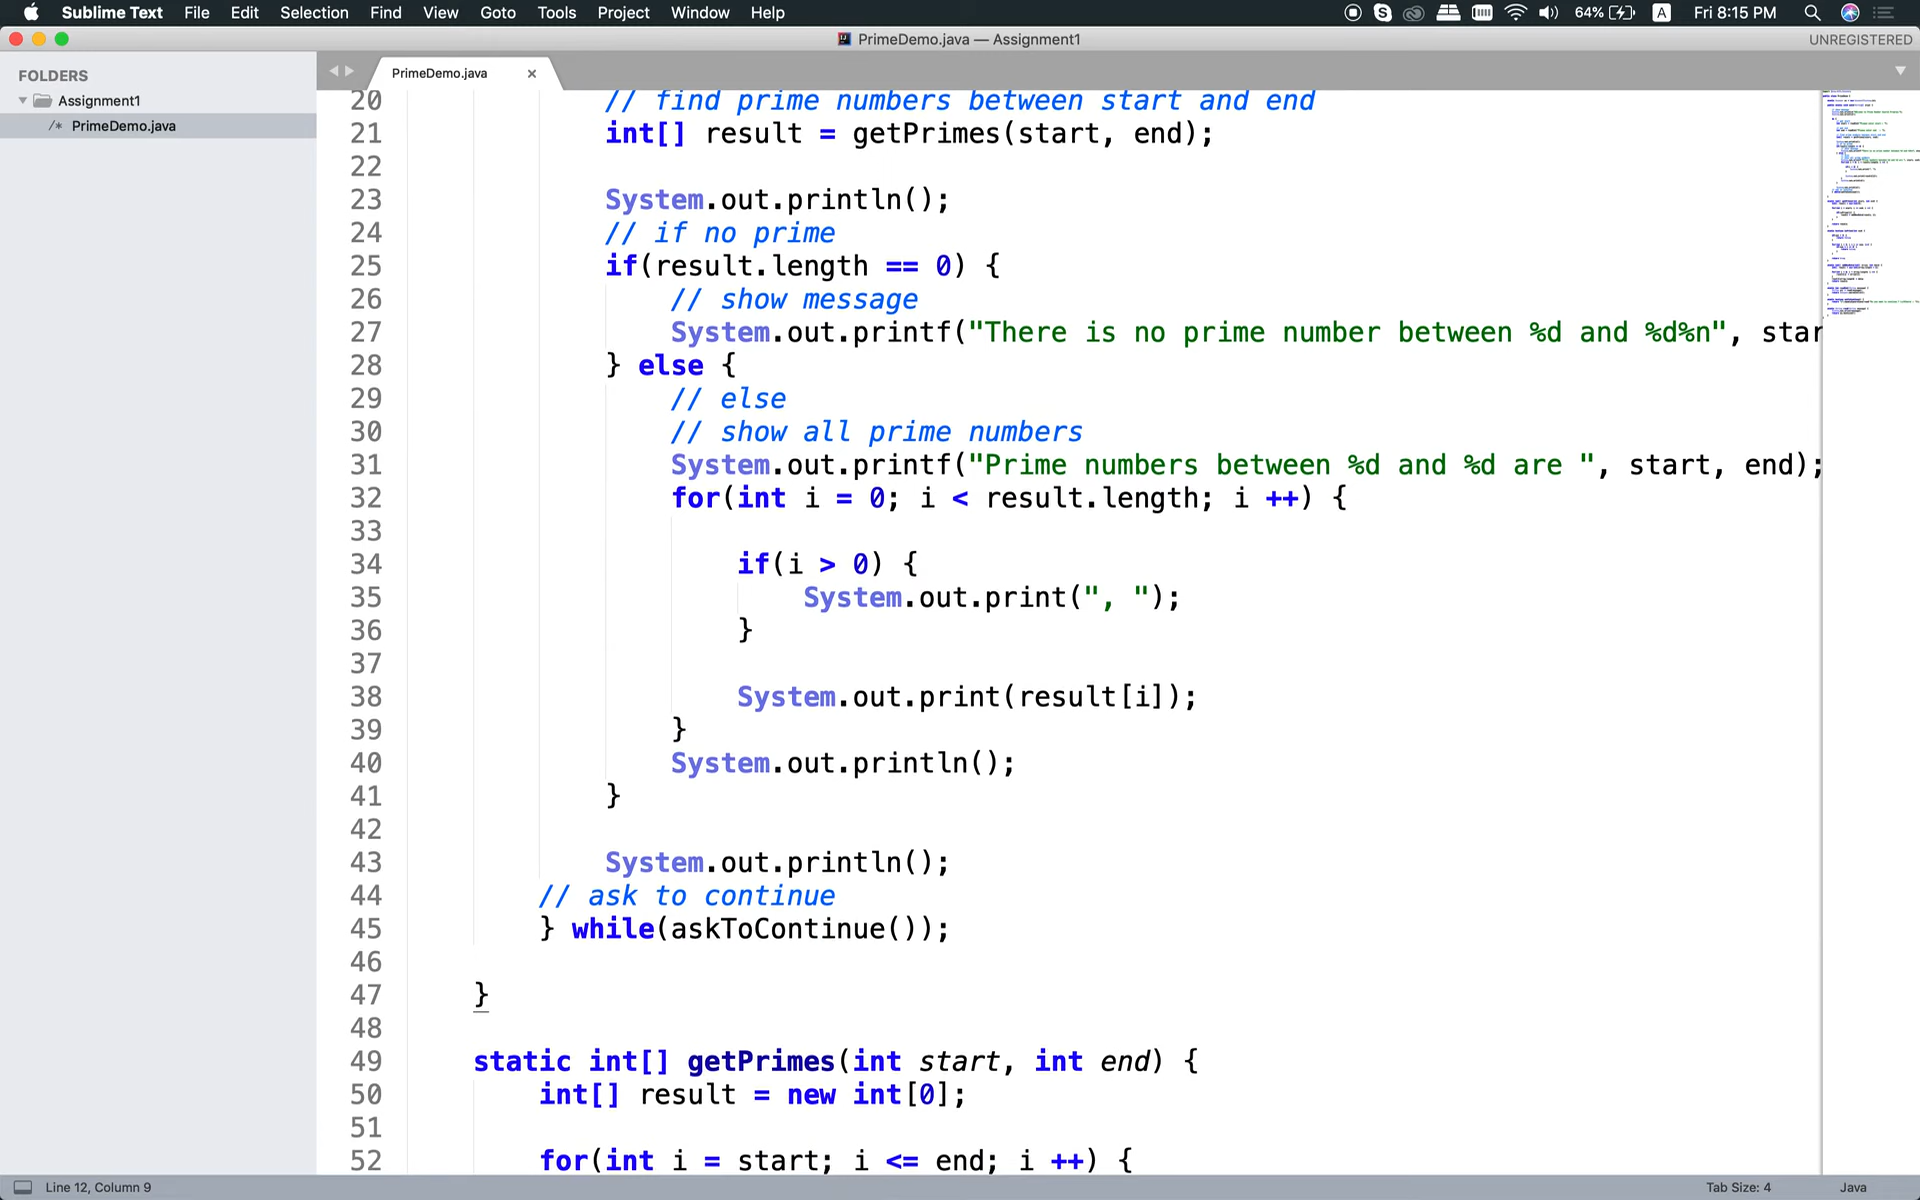 Sublime Text File Edit Selection Find View Goto Tools Project Window Help 64% A Fri 8:15 PM
PrimeDemo.java — Assignment1 UNREGISTERED
FOLDERS
Assignment1
/* PrimeDemo.java
PrimeDemo.java ×
20 // find prime numbers between start and end
21 int[] result = getPrimes(start, end);
22
23 System.out.println();
24 // if no prime
25 if(result.length == 0) {
26 // show message
27 System.out.printf("There is no prime number between %d and %d%n", star
28 } else {
29 // else
30 // show all prime numbers
31 System.out.printf("Prime numbers between %d and %d are ", start, end);
32 for(int i = 0; i < result.length; i ++) {
33
34 if(i > 0) {
35 System.out.print(", ");
36 }
37
38 System.out.print(result[i]);
39 }
40 System.out.println();
41 }
42
43 System.out.println();
44 // ask to continue
45 } while(askToContinue());
46
47 }
48
49 static int[] getPrimes(int start, int end) {
50 int[] result = new int[0];
51
52 for(int i = start; i <= end; i ++) {
Line 12, Column 9 Tab Size: 4 Java